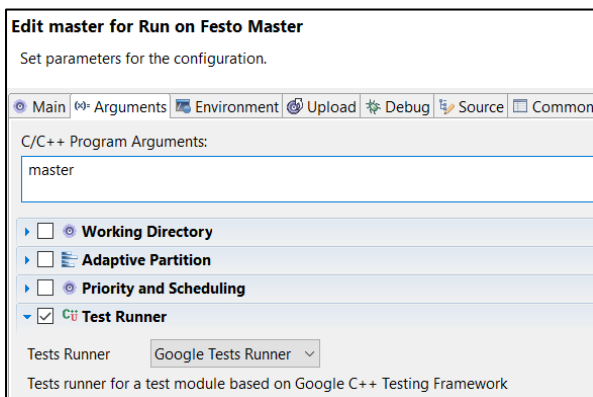 Edit master for Run on Festo Master
Set parameters for the configuration.
Main (x)= Arguments Environment Upload Debug Source Common
C/C++ Program Arguments:
master
Working Directory
Adaptive Partition
Priority and Scheduling
Test Runner
Tests Runner Google Tests Runner
Tests runner for a test module based on Google C++ Testing Framework